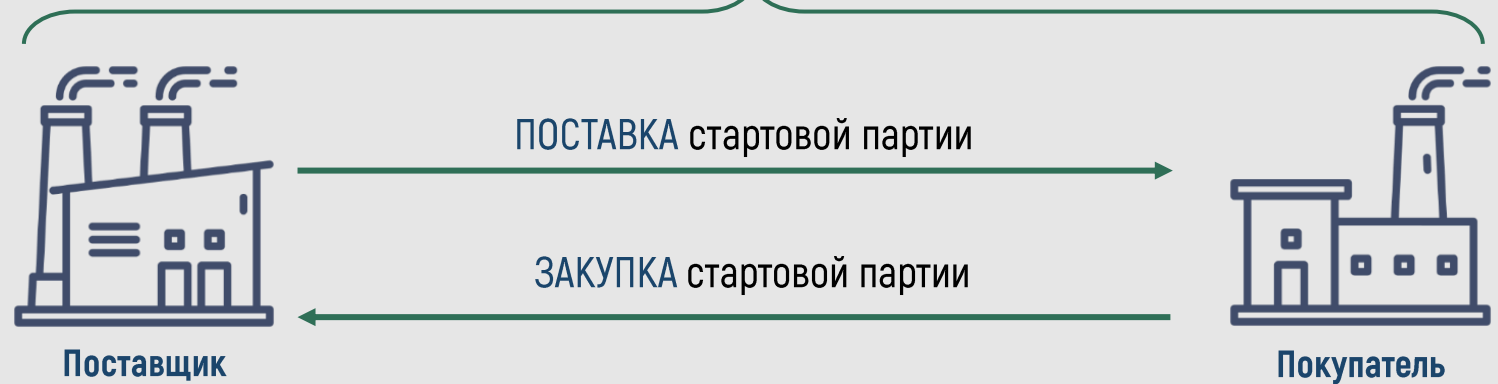 ПОСТАВКА стартовой партии
ЗАКУПКА стартовой партии
Поставщик
Покупатель